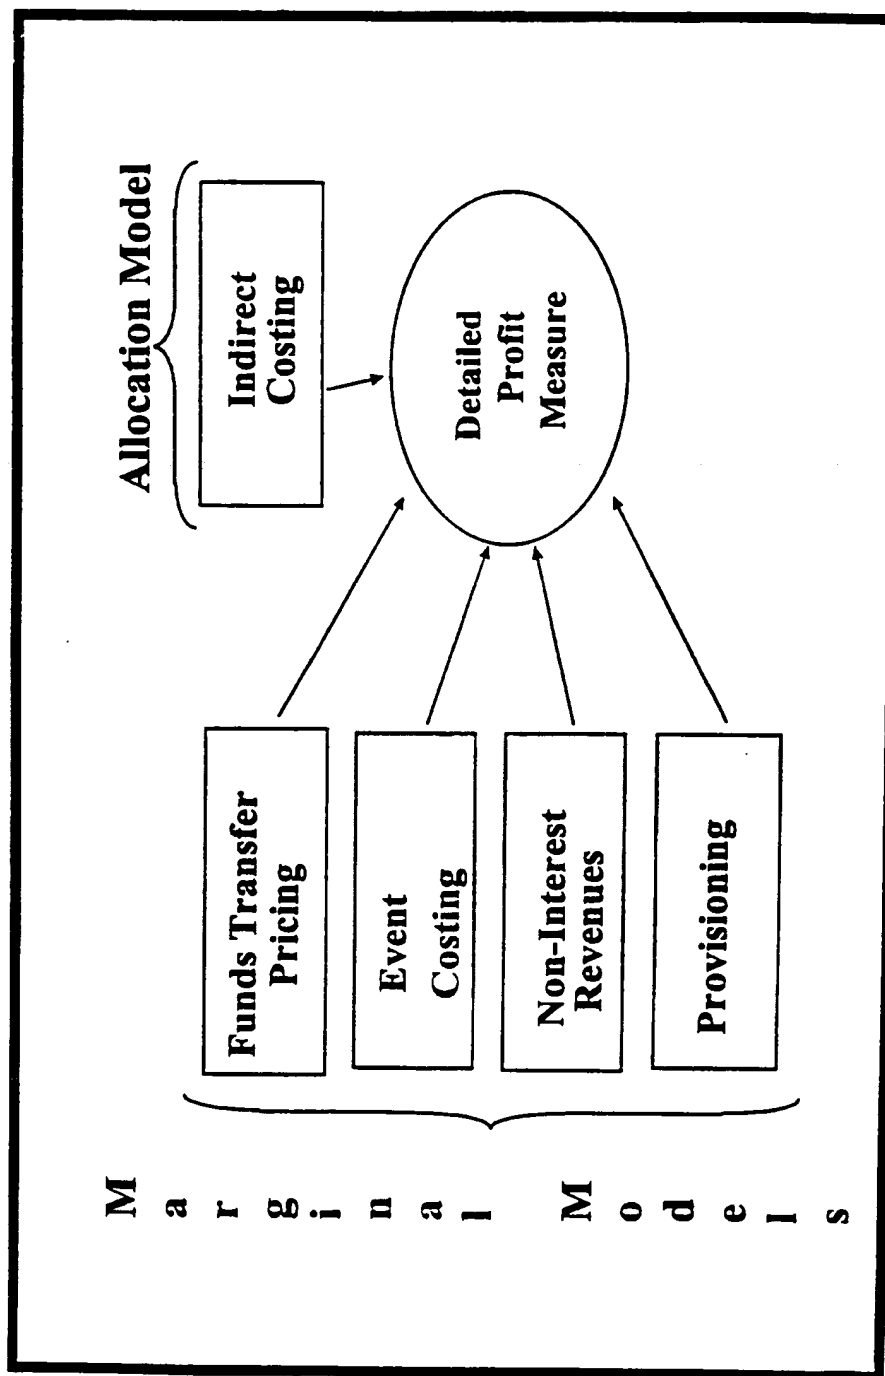 Marginal Models
Allocation Model
Indirect
Costing
Funds Transfer
Pricing
Event
Costing
Non-Interest
Revenues
Provisioning
Detailed
Profit
Measure